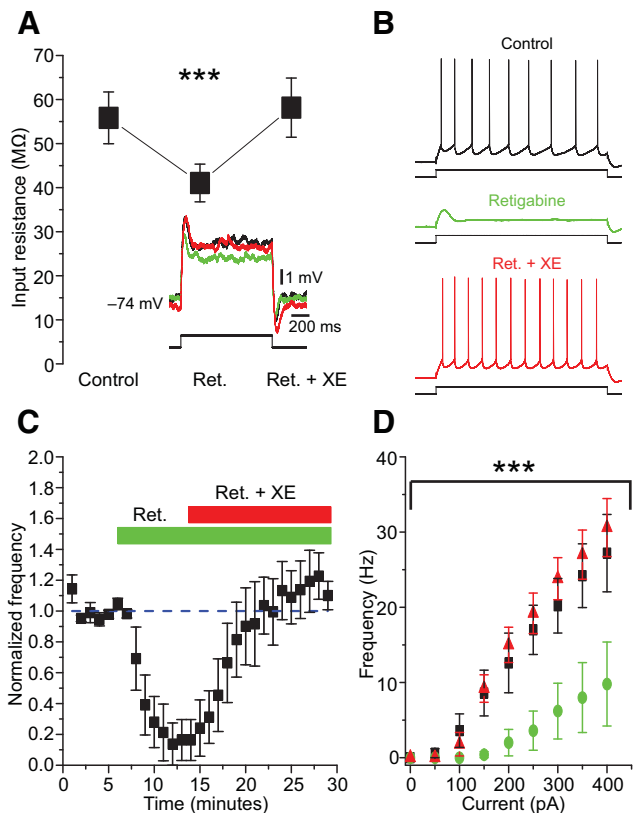 A
***
Input resistance (MΩ)
70
60
50
40
30
20
10
0
–74 mV
1 mV
200 ms
Control
Ret.
Ret. + XE
B
Control
Retigabine
Ret. + XE
C
Normalized frequency
2.0
1.8
1.6
1.4
1.2
1.0
0.8
0.6
0.4
0.2
0.0
Ret. + XE
Ret.
0 5 10 15 20 25 30
Time (minutes)
D
***
Frequency (Hz)
40
30
20
10
0
0 100 200 300 400
Current (pA)